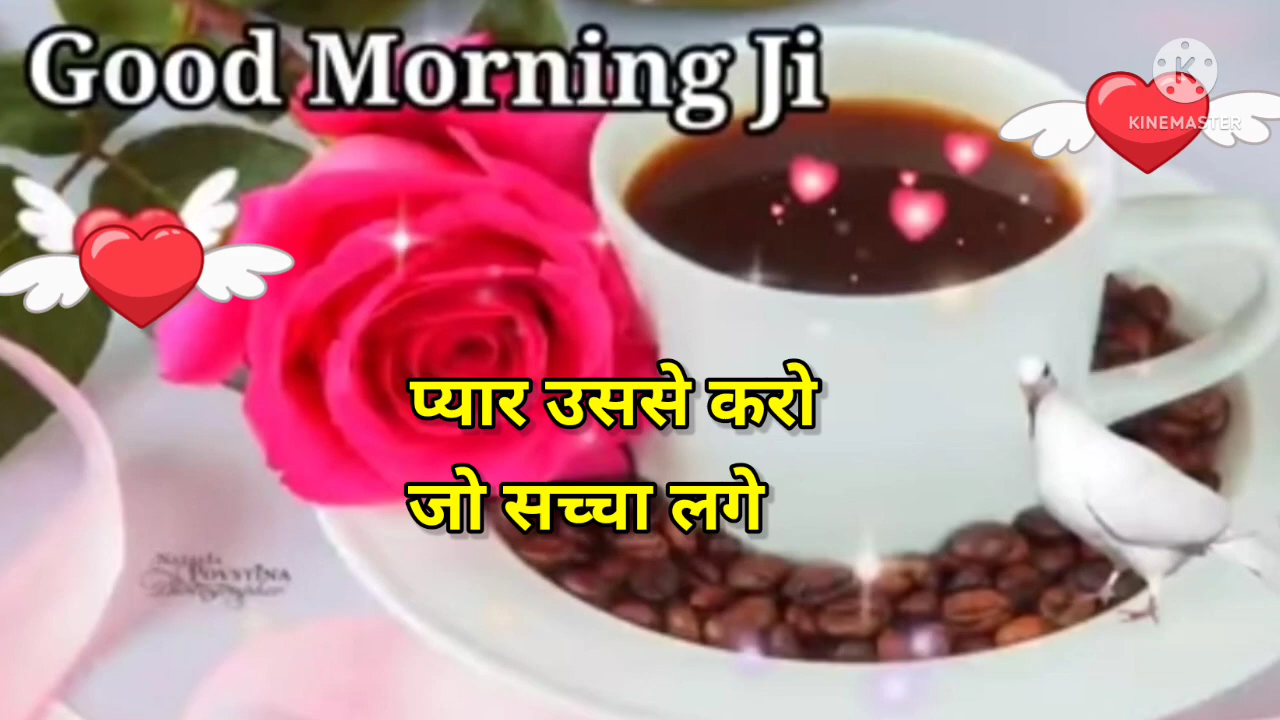 Good Morning Ji
KINEMASTER
प्यार उससे करो
जो सच्चा लगे